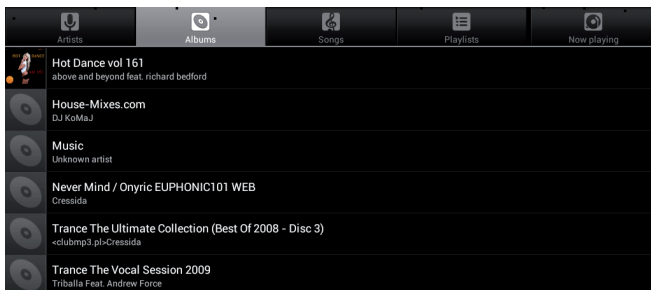 Artists Albums Songs Playlists Now playing
HOT DANCE
Hot Dance vol 161
above and beyond feat. richard bedford
House-Mixes.com
DJ KoMaJ
Music
Unknown artist
Never Mind / Onyric EUPHONIC101 WEB
Cressida
Trance The Ultimate Collection (Best Of 2008 - Disc 3)
<clubmp3.pl>Cressida
Trance The Vocal Session 2009
Triballa Feat. Andrew Force